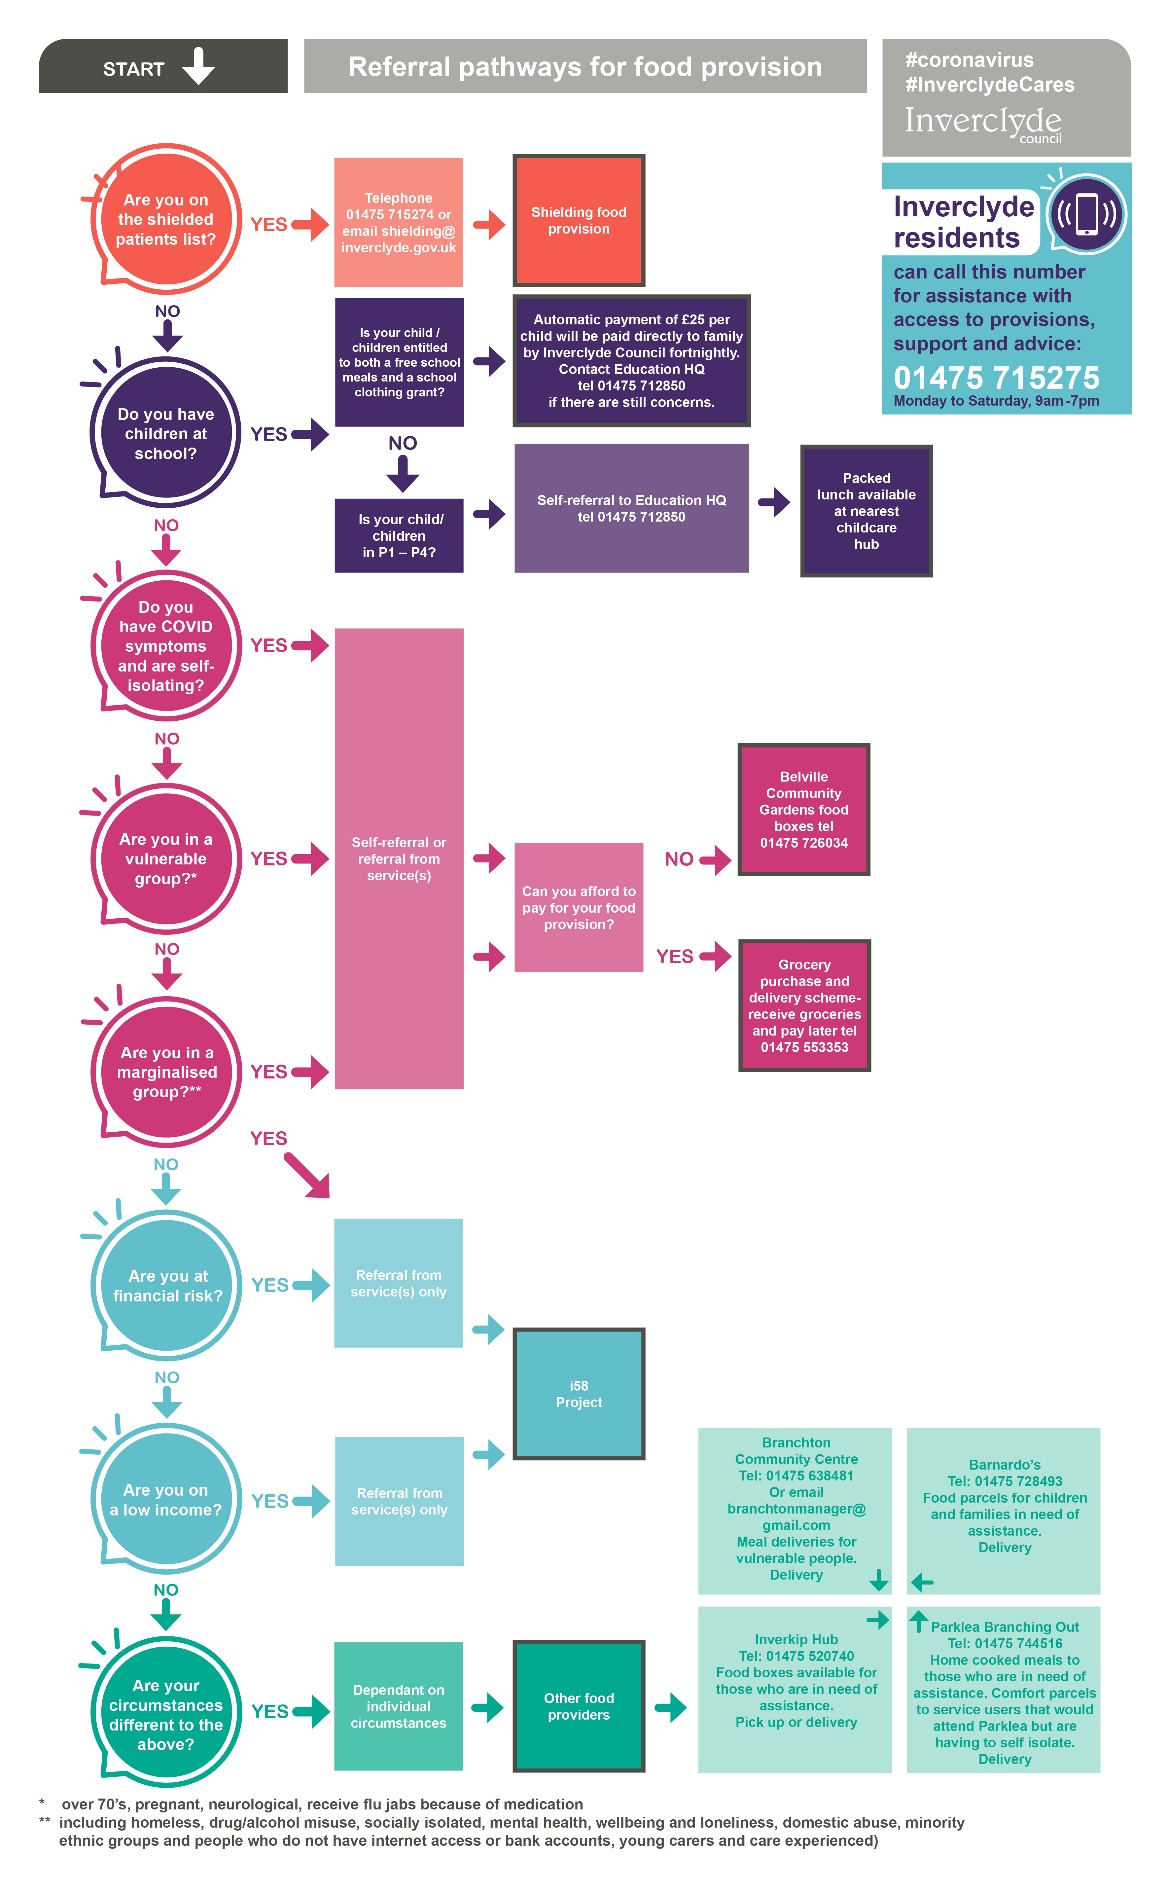 START
Referral pathways for food provision
#coronavirus
#InverclydeCares
Inverclyde
council
Inverclyde
residents
can call this number
for assistance with
access to provisions,
support and advice:
01475 715275
Monday to Saturday, 9am-7pm
Are you on
the shielded
patients list?
YES
Telephone
01475 715274 or
email shielding@
inverclyde.gov.uk
Shielding food
provision
NO
Do you have
children at
school?
YES
Is your child /
children entitled
to both a free school
meals and a school
clothing grant?
Automatic payment of £25 per
child will be paid directly to family
by Inverclyde Council fortnightly.
Contact Education HQ
tel 01475 712850
if there are still concerns.
NO
Is your child/
children
in P1 – P4?
Self-referral to Education HQ
tel 01475 712850
Packed
lunch available
at nearest
childcare
hub
NO
Do you
have COVID
symptoms
and are self-
isolating?
YES
NO
Are you in a
vulnerable
group?*
YES
Self-referral or
referral from
service(s)
Can you afford to
pay for your food
provision?
NO
Belville
Community
Gardens food
boxes tel
01475 726034
YES
Grocery
purchase and
delivery scheme-
receive groceries
and pay later tel
01475 553353
NO
Are you in a
marginalised
group?**
YES
YES
NO
Are you at
financial risk?
YES
Referral from
service(s) only
i58
Project
NO
Are you on
a low income?
YES
Referral from
service(s) only
NO
Are your
circumstances
different to the
above?
YES
Dependant on
individual
circumstances
Other food
providers
Branchton
Community Centre
Tel: 01475 638481
Or email
branchtonmanager@
gmail.com
Meal deliveries for
vulnerable people.
Delivery
Barnardo's
Tel: 01475 728493
Food parcels for children
and families in need of
assistance.
Delivery
Inverkip Hub
Tel: 01475 520740
Food boxes available for
those who are in need of
assistance.
Pick up or delivery
Parklea Branching Out
Tel: 01475 744516
Home cooked meals to
those who are in need of
assistance. Comfort parcels
to service users that would
attend Parklea but are
having to self isolate.
Delivery
* over 70's, pregnant, neurological, receive flu jabs because of medication
** including homeless, drug/alcohol misuse, socially isolated, mental health, wellbeing and loneliness, domestic abuse, minority
ethnic groups and people who do not have internet access or bank accounts, young carers and care experienced)